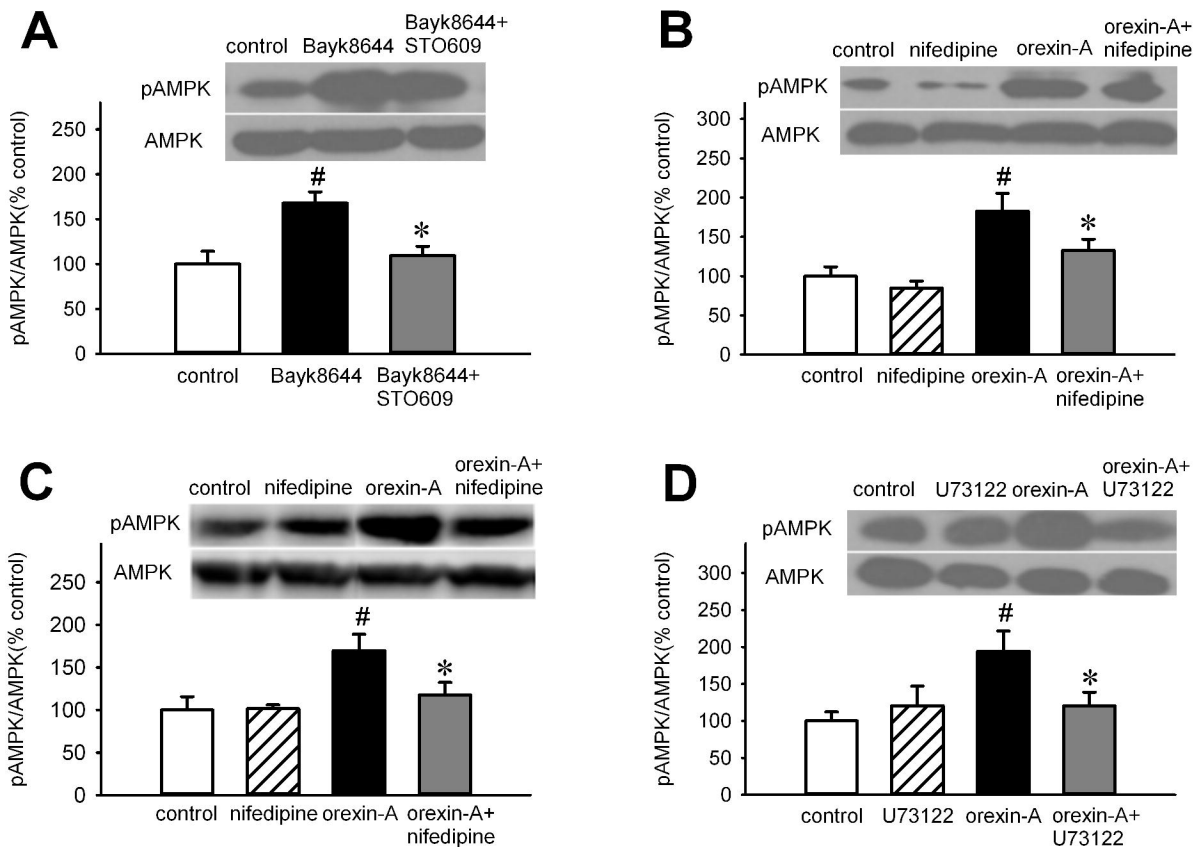 A
control Bayk8644 Bayk8644+
STO609
pAMPK
AMPK
pAMPK/AMPK(% control)
250
200
150
100
50
0
#
*
control Bayk8644 Bayk8644+
STO609
B
control nifedipine orexin-A orexin-A+
nifedipine
pAMPK
AMPK
pAMPK/AMPK(% control)
300
250
200
150
100
50
0
#
*
control nifedipine orexin-A orexin-A+
nifedipine
C
control nifedipine orexin-A orexin-A+
nifedipine
pAMPK
AMPK
pAMPK/AMPK(% control)
250
200
150
100
50
0
#
*
control nifedipine orexin-A orexin-A+
nifedipine
D
control U73122 orexin-A orexin-A+
U73122
pAMPK
AMPK
pAMPK/AMPK(% control)
300
250
200
150
100
50
0
#
*
control U73122 orexin-A orexin-A+
U73122